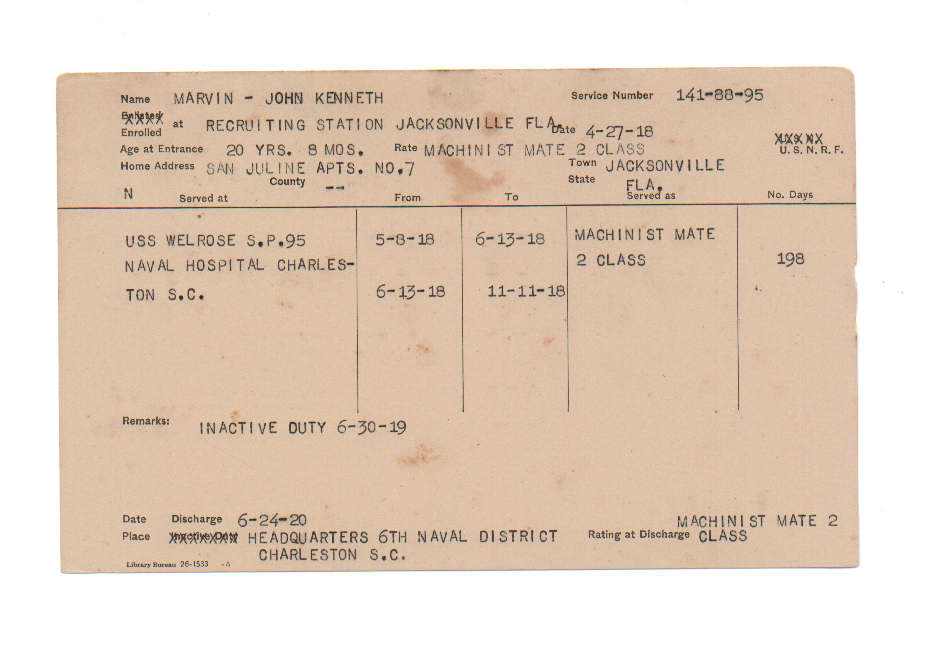 Name MARVIN - JOHN KENNETH Service Number 141-88-95
Enlisted
Enrolled at RECRUITING STATION JACKSONVILLE FLA. Date 4-27-18
Age at Entrance 20 YRS. 8 MOS. Rate MACHINIST MATE 2 CLASS U.S.N.R.F.
Home Address SAN JULINE APTS. NO.7 Town JACKSONVILLE
N County -- State FLA.
Served at From To Served as No. Days
USS WELROSE S.P.95 5-8-18 6-13-18 MACHINIST MATE
NAVAL HOSPITAL CHARLES- 2 CLASS 198
TON S.C. 6-13-18 11-11-18
Remarks: INACTIVE DUTY 6-30-19
Date Discharge 6-24-20 MACHINIST MATE 2
Place Inactive Duty HEADQUARTERS 6TH NAVAL DISTRICT Rating at Discharge CLASS
CHARLESTON S.C.
Library Bureau 26-1533